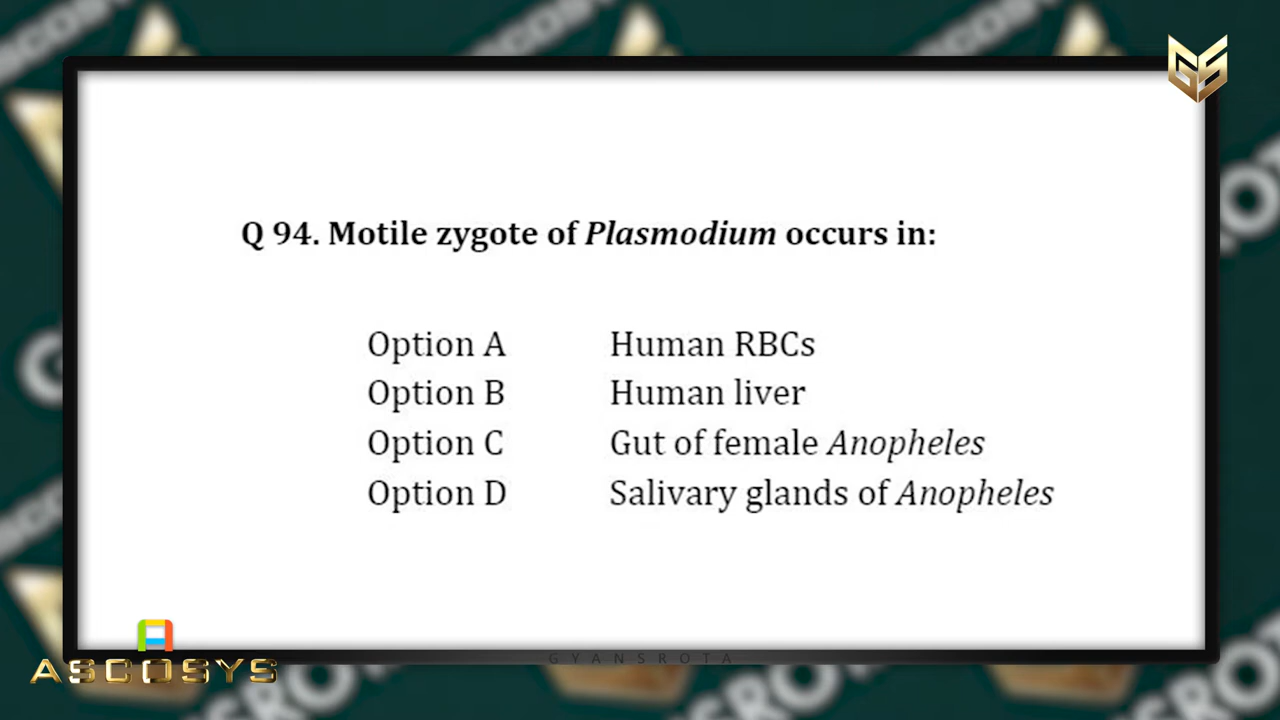 Q 94. Motile zygote of Plasmodium occurs in:
Option A Human RBCs
Option B Human liver
Option C Gut of female Anopheles
Option D Salivary glands of Anopheles
ASCOSYS
GYANSROTA